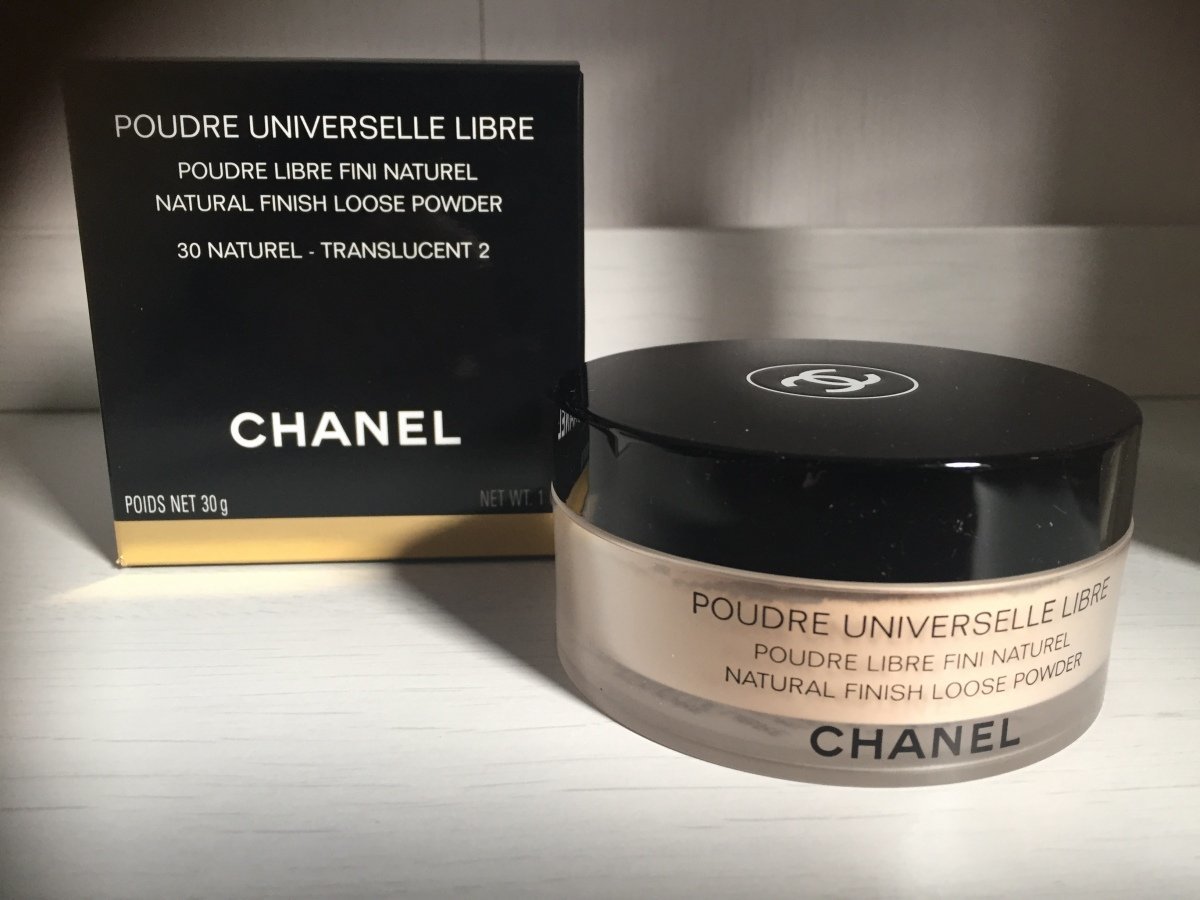 POUDRE UNIVERSELLE LIBRE
POUDRE LIBRE FINI NATUREL
NATURAL FINISH LOOSE POWDER
30 NATUREL - TRANSLUCENT 2
CHANEL
POIDS NET 30 g
NET WT. 1
POUDRE UNIVERSELLE LIBRE
POUDRE LIBRE FINI NATUREL
NATURAL FINISH LOOSE POWDER
CHANEL